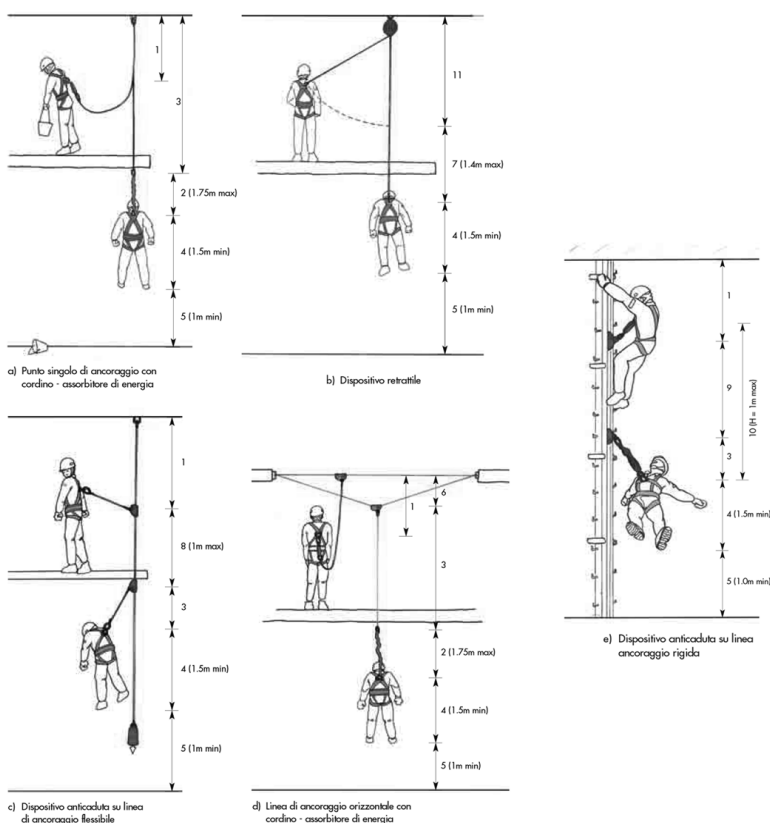 1
3
2 (1.75m max)
4 (1.5m min)
5 (1m min)
a) Punto singolo di ancoraggio con
cordino - assorbitore di energia
11
7 (1.4m max)
4 (1.5m min)
5 (1m min)
b) Dispositivo retrattile
1
8 (1m max)
3
4 (1.5m min)
5 (1m min)
c) Dispositivo anticaduta su linea
di ancoraggio flessibile
6
1
3
2 (1.75m max)
4 (1.5m min)
5 (1m min)
d) Linea di ancoraggio orizzontale con
cordino - assorbitore di energia
1
9
10 (H = 1m max)
3
4 (1.5m min)
5 (1.0m min)
e) Dispositivo anticaduta su linea
ancoraggio rigida